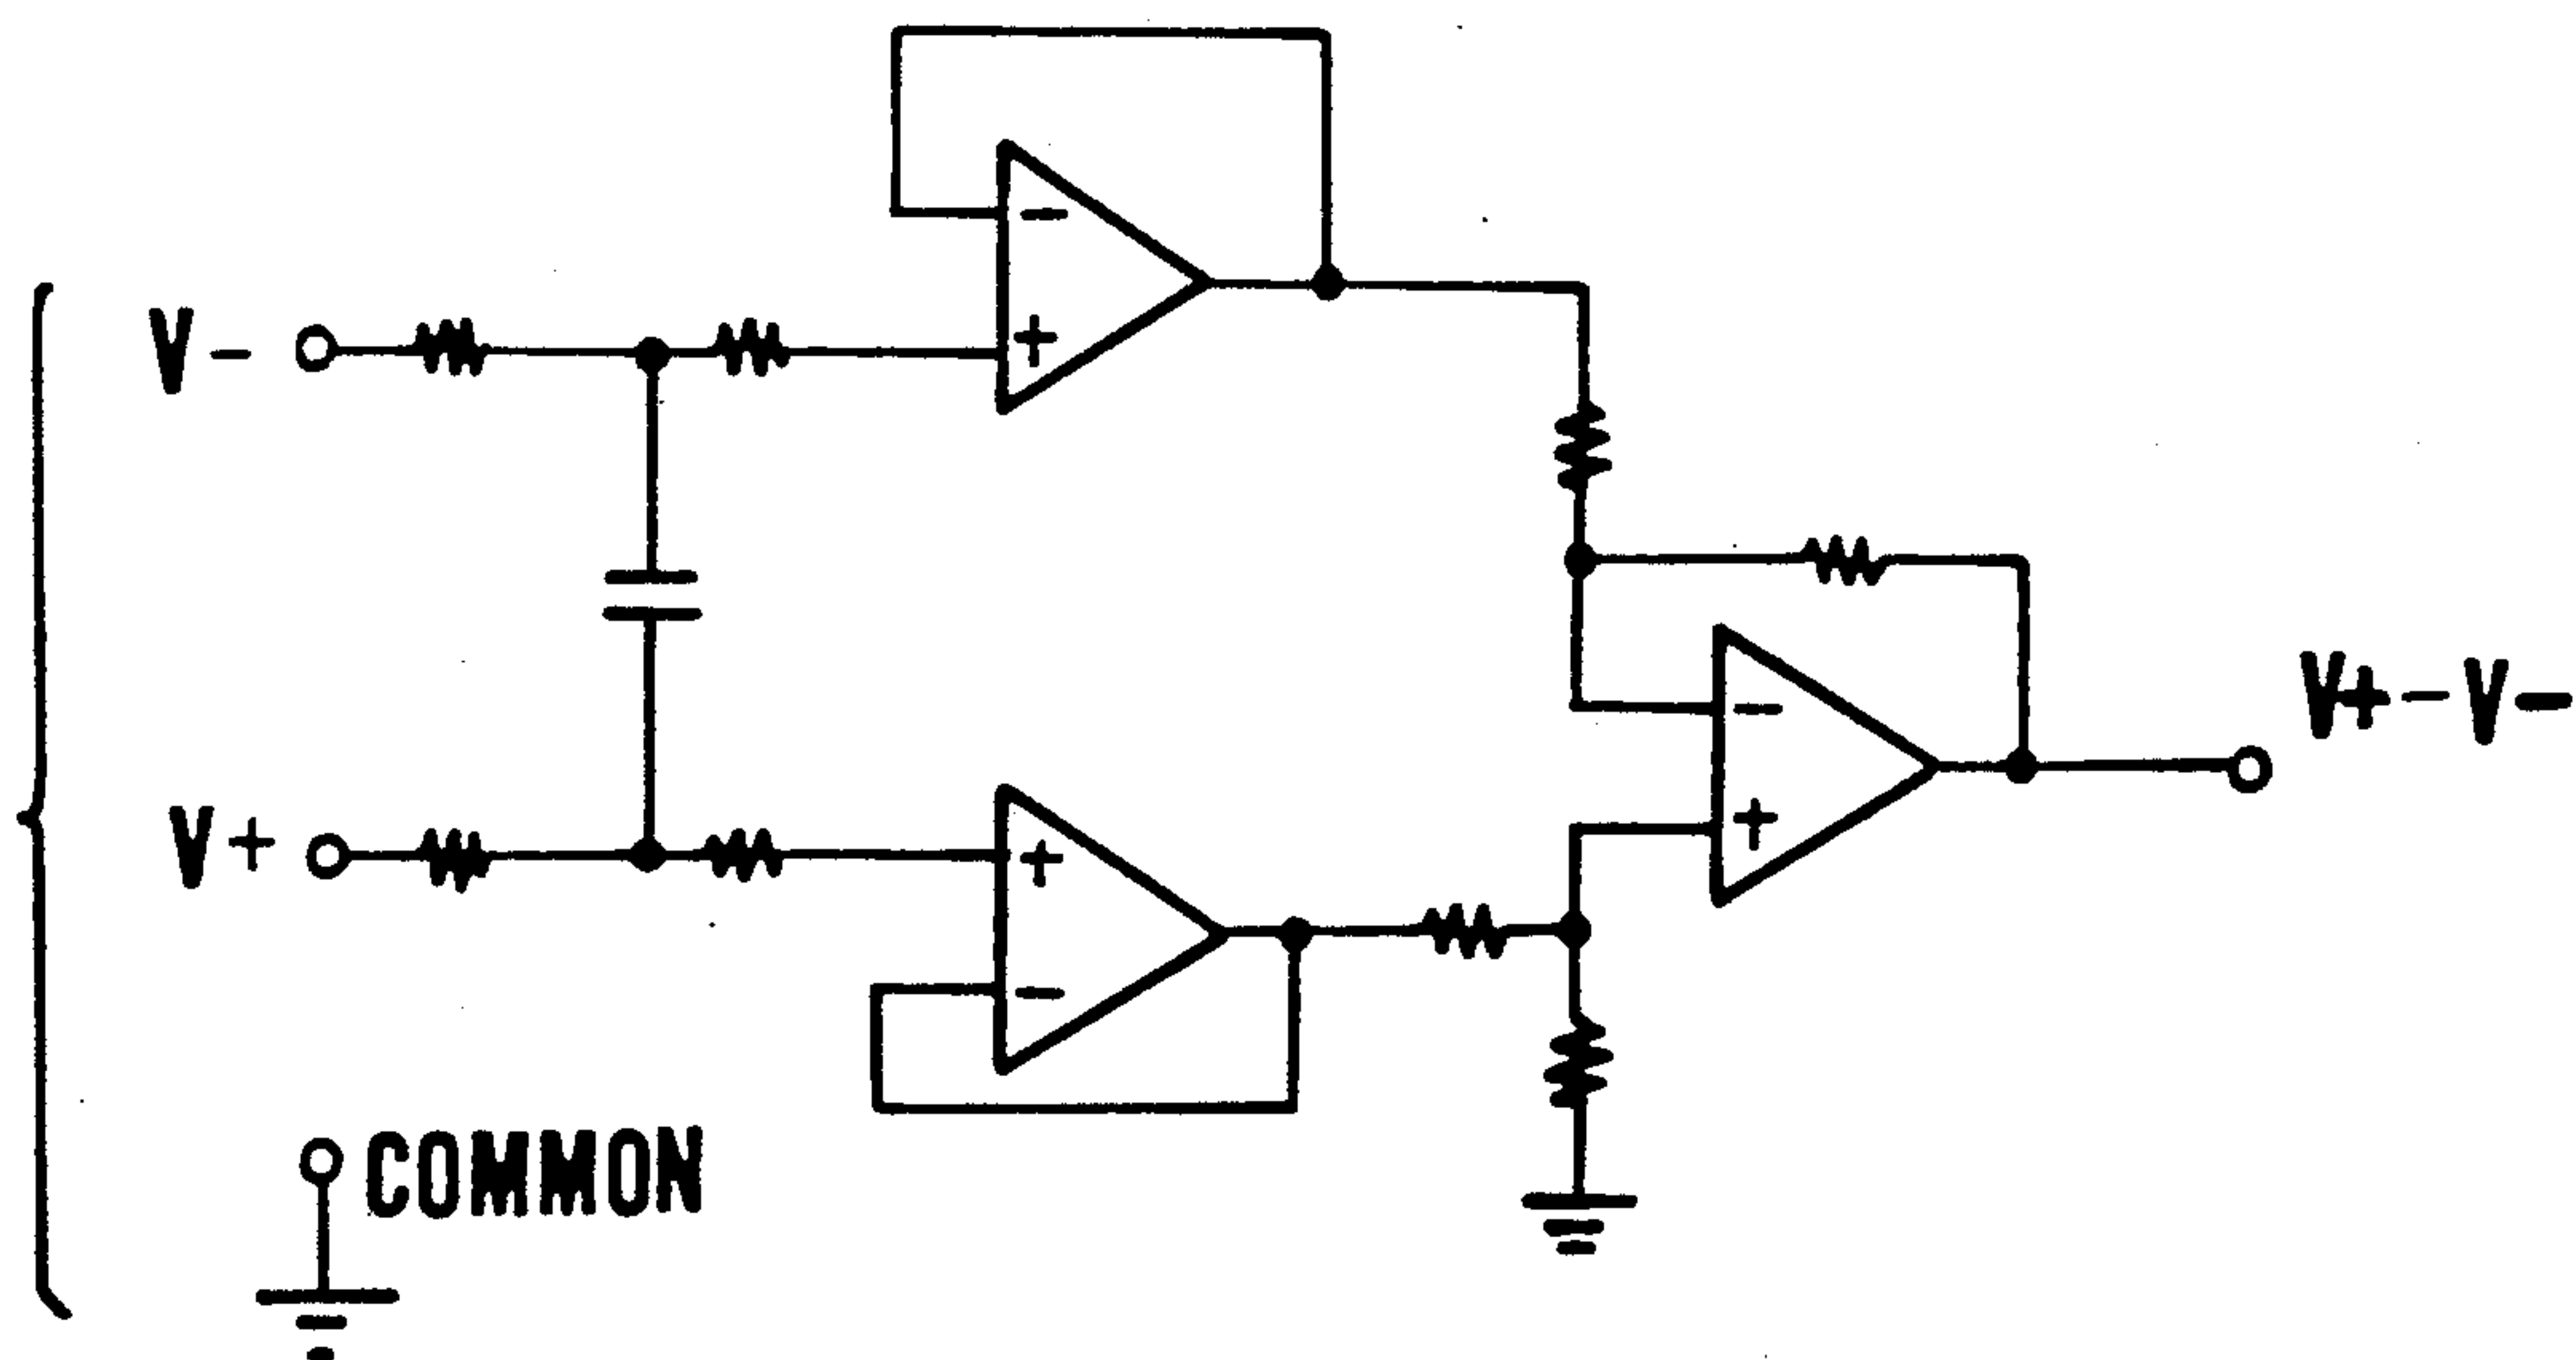 V-
-
+
-
V+-V-
+
V+
+
-
COMMON